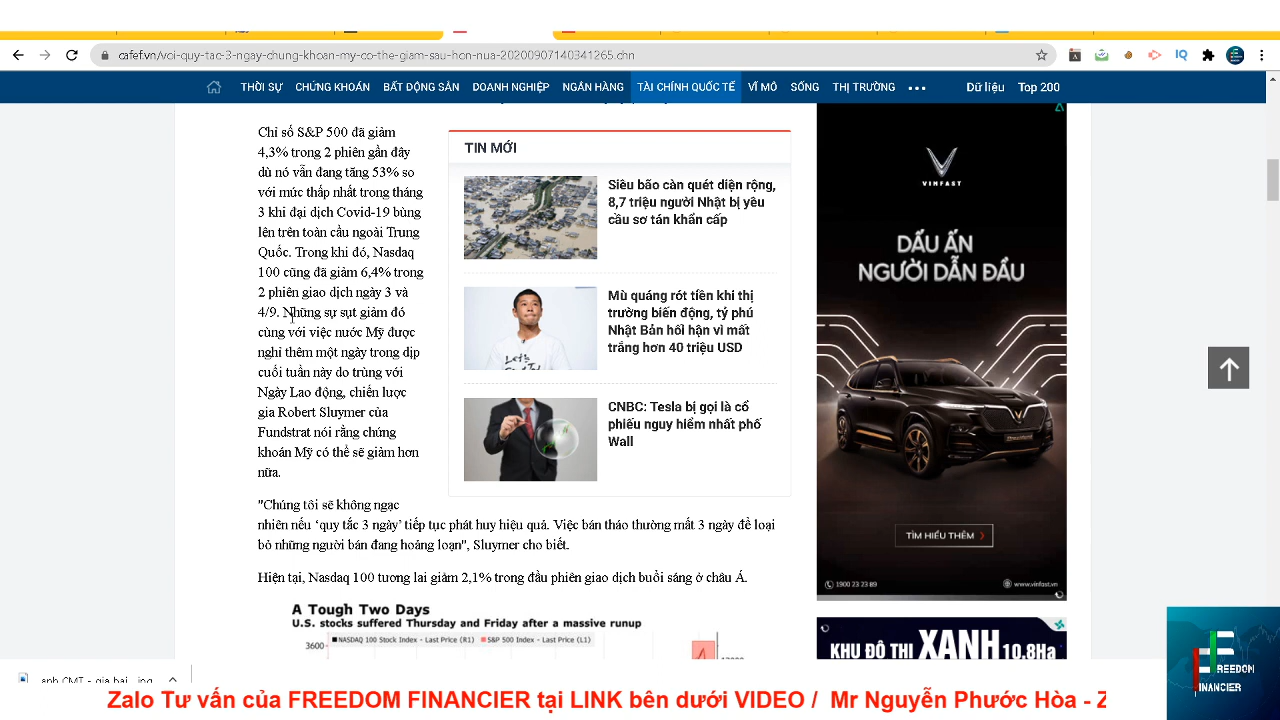 cafef.vn/voi-quy-tac-3-ngay-chung-khoan-my-co-the-giam-sau-hon-nua-20200907140341265.chn
THỜI SỰ CHỨNG KHOÁN BẤT ĐỘNG SẢN DOANH NGHIỆP NGÂN HÀNG TÀI CHÍNH QUỐC TẾ VĨ MÔ SỐNG THỊ TRƯỜNG ••• Dữ liệu Top 200
Chỉ số S&P 500 đã giảm
4,3% trong 2 phiên gần đây
dù nó vẫn đang tăng 53% so
với mức thấp nhất trong tháng
3 khi đại dịch Covid-19 bùng
lên trên toàn cầu ngoài Trung
Quốc. Trong khi đó, Nasdaq
100 cũng đã giảm 6,4% trong
2 phiên giao dịch ngày 3 và
4/9. Những sự sụt giảm đó
cùng với việc nước Mỹ được
nghỉ thêm một ngày trong dịp
cuối tuần này do trùng với
Ngày Lao động, chiến lược
gia Robert Sluymer của
Fundstrat nói rằng chứng
khoán Mỹ có thể sẽ giảm hơn
nữa.
TIN MỚI
Siêu bão càn quét diện rộng,
8,7 triệu người Nhật bị yêu
cầu sơ tán khẩn cấp
Mù quáng rót tiền khi thị
trường biến động, tỷ phú
Nhật Bản hối hận vì mất
trắng hơn 40 triệu USD
CNBC: Tesla bị gọi là cổ
phiếu nguy hiểm nhất phố
Wall
"Chúng tôi sẽ không ngạc
nhiên nếu ‘quy tắc 3 ngày’ tiếp tục phát huy hiệu quả. Việc bán tháo thường mất 3 ngày để loại
bỏ những người bán đang hoảng loạn", Sluymer cho biết.
Hiện tại, Nasdaq 100 tương lai giảm 2,1% trong đầu phiên giao dịch buổi sáng ở châu Á.
A Tough Two Days
U.S. stocks suffered Thursday and Friday after a massive runup
NASDAQ 100 Stock Index - Last Price (R1) S&P 500 Index - Last Price (L1)
3600
VINFAST
DẤU ẤN
NGƯỜI DẪN ĐẦU
TÌM HIỂU THÊM
1900 23 23 89 www.vinfast.vn
KHU ĐÔ THỊ XANH 10,8Ha
FREEDOM
FINANCIER
Zalo Tư vấn của FREEDOM FINANCIER tại LINK bên dưới VIDEO / Mr Nguyễn Phước Hòa - Z